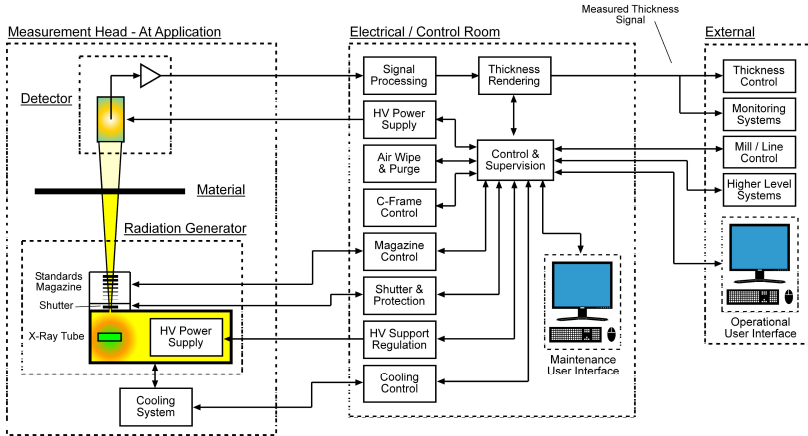 Measured Thickness
Signal
Measurement Head - At Application
Electrical / Control Room
External
Detector
Signal
Processing
Thickness
Rendering
Thickness
Control
HV Power
Supply
Monitoring
Systems
Air Wipe
& Purge
Control &
Supervision
Mill / Line
Control
Material
C-Frame
Control
Higher Level
Systems
Radiation Generator
Magazine
Control
Standards
Magazine
Shutter
Shutter &
Protection
X-Ray Tube
HV Power
Supply
HV Support
Regulation
Operational
User Interface
Maintenance
User Interface
Cooling
System
Cooling
Control